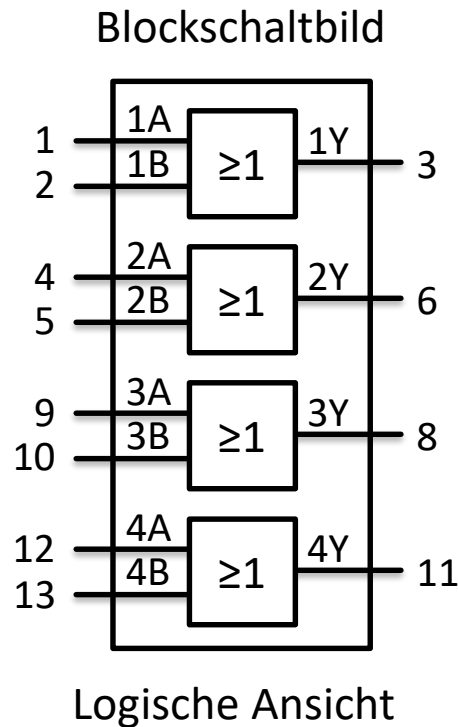 Blockschaltbild
1 1A 1Y 3
2 1B ≥1
4 2A 2Y 6
5 2B ≥1
9 3A 3Y 8
10 3B ≥1
12 4A 4Y 11
13 4B ≥1
Logische Ansicht